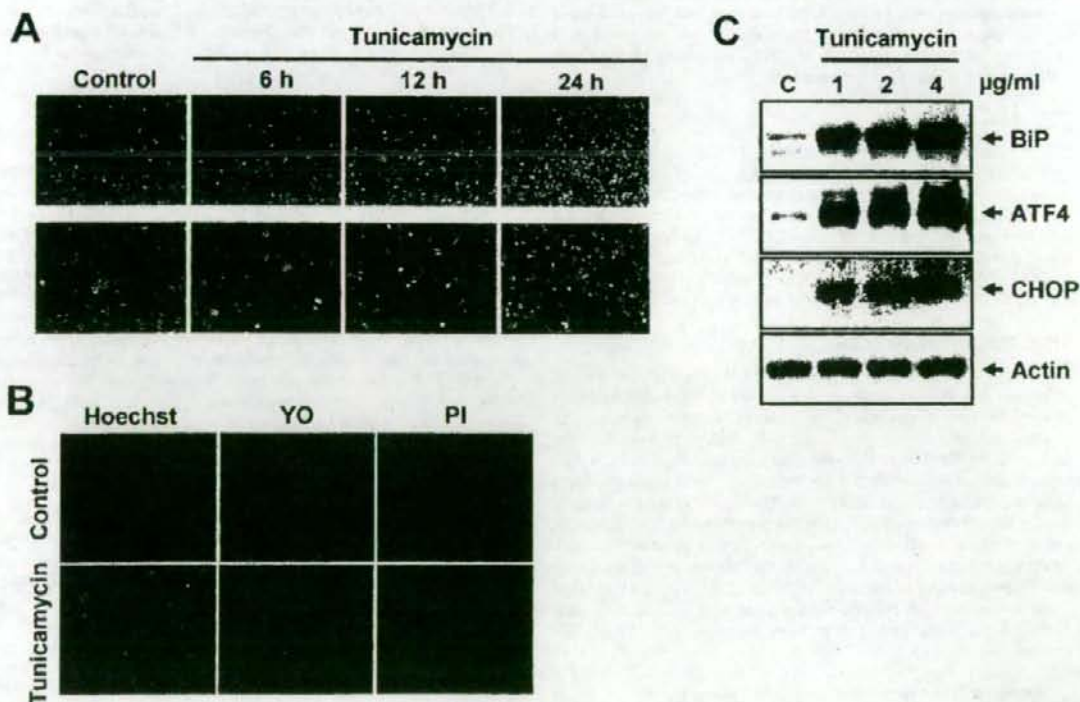 A
Tunicamycin
Control 6 h 12 h 24 h
B
Hoechst YO PI
Control
Tunicamycin
C
Tunicamycin
C 1 2 4 µg/ml
BiP
ATF4
CHOP
Actin